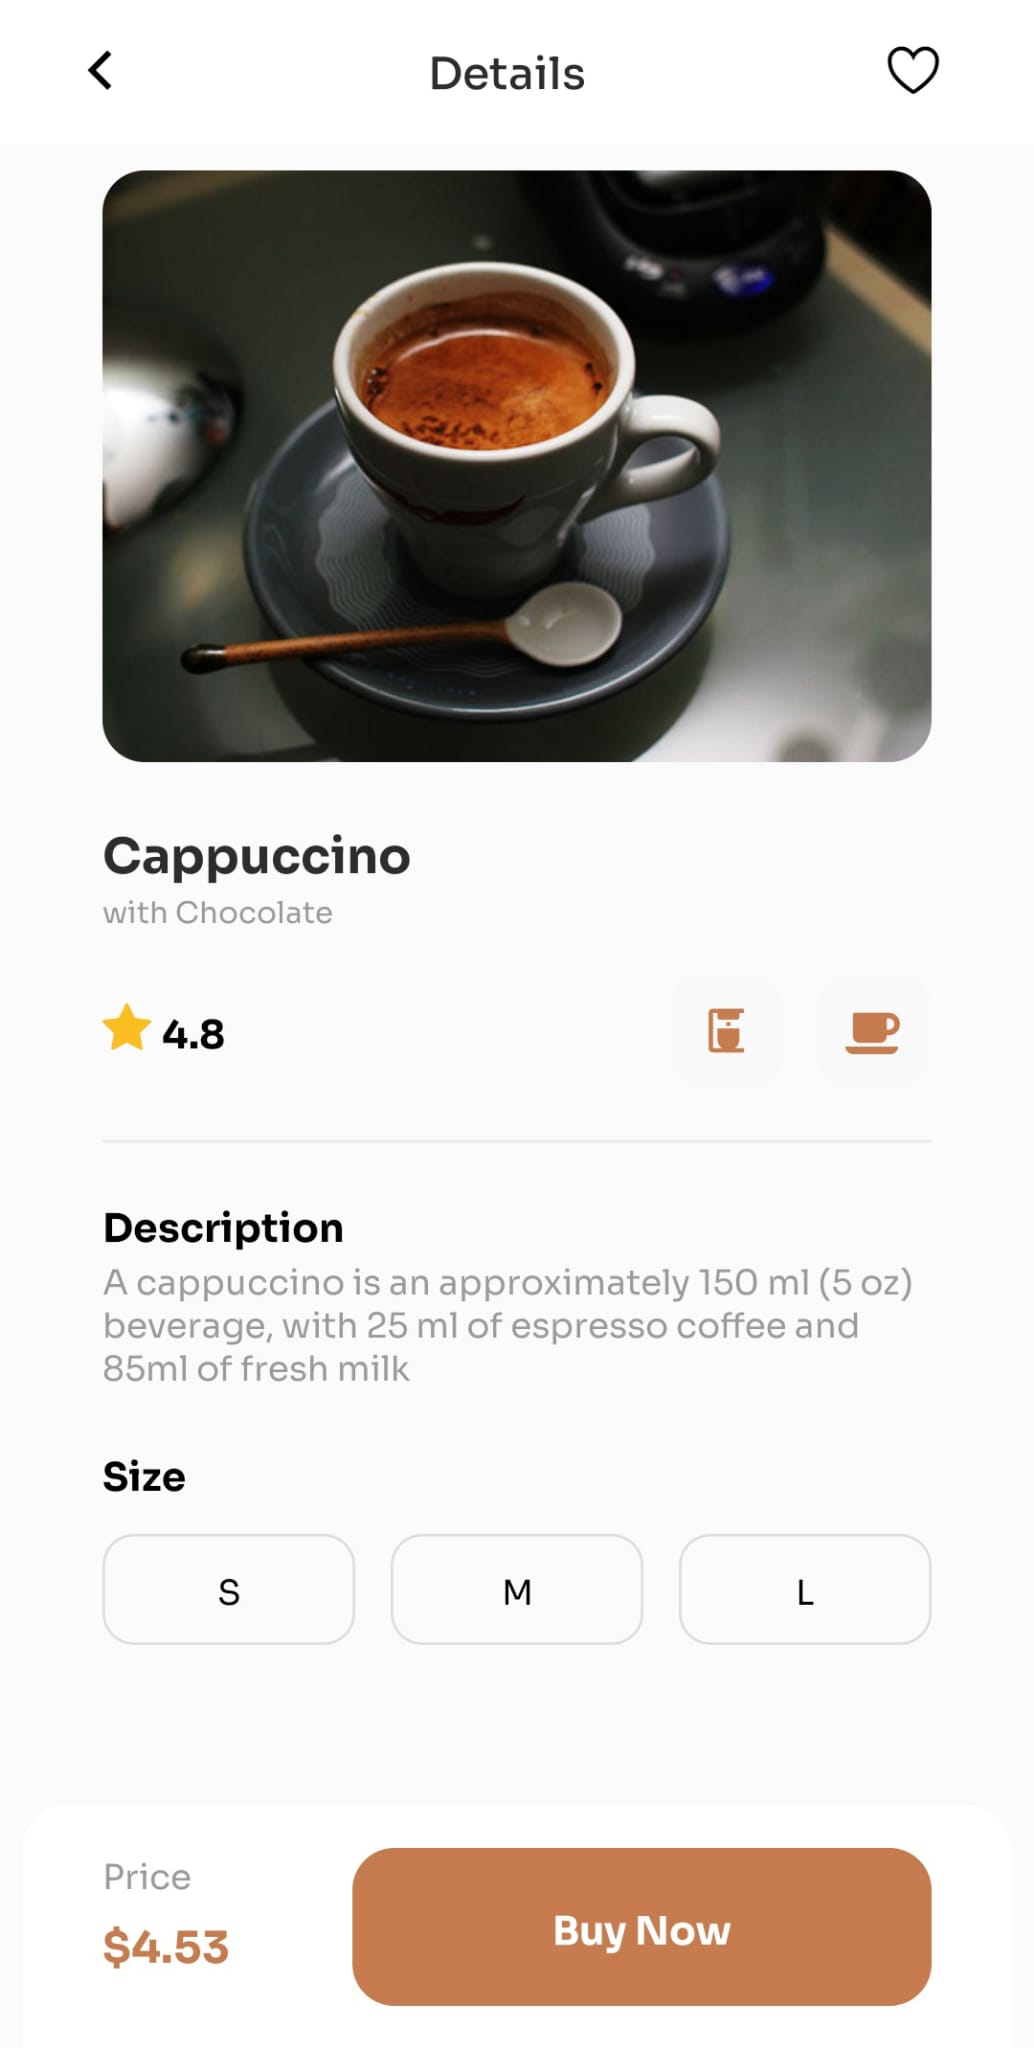 Details
Cappuccino
with Chocolate
4.8
Description
A cappuccino is an approximately 150 ml (5 oz)
beverage, with 25 ml of espresso coffee and
85ml of fresh milk
Size
S
M
L
Price
$4.53
Buy Now